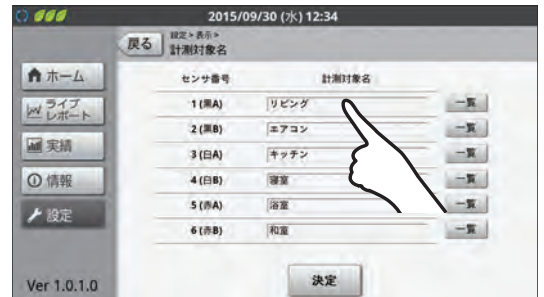 2015/09/30 (水) 12:34
戻る
設定 > 表示 >
計測対象名
ホーム
ライブ
レポート
実績
情報
設定
Ver 1.0.1.0
センサ番号 計測対象名
1 (黒A) リビング 一覧
2 (黒B) エアコン 一覧
3 (白A) キッチン 一覧
4 (白B) 寝室 一覧
5 (赤A) 浴室 一覧
6 (赤B) 和室 一覧
決定